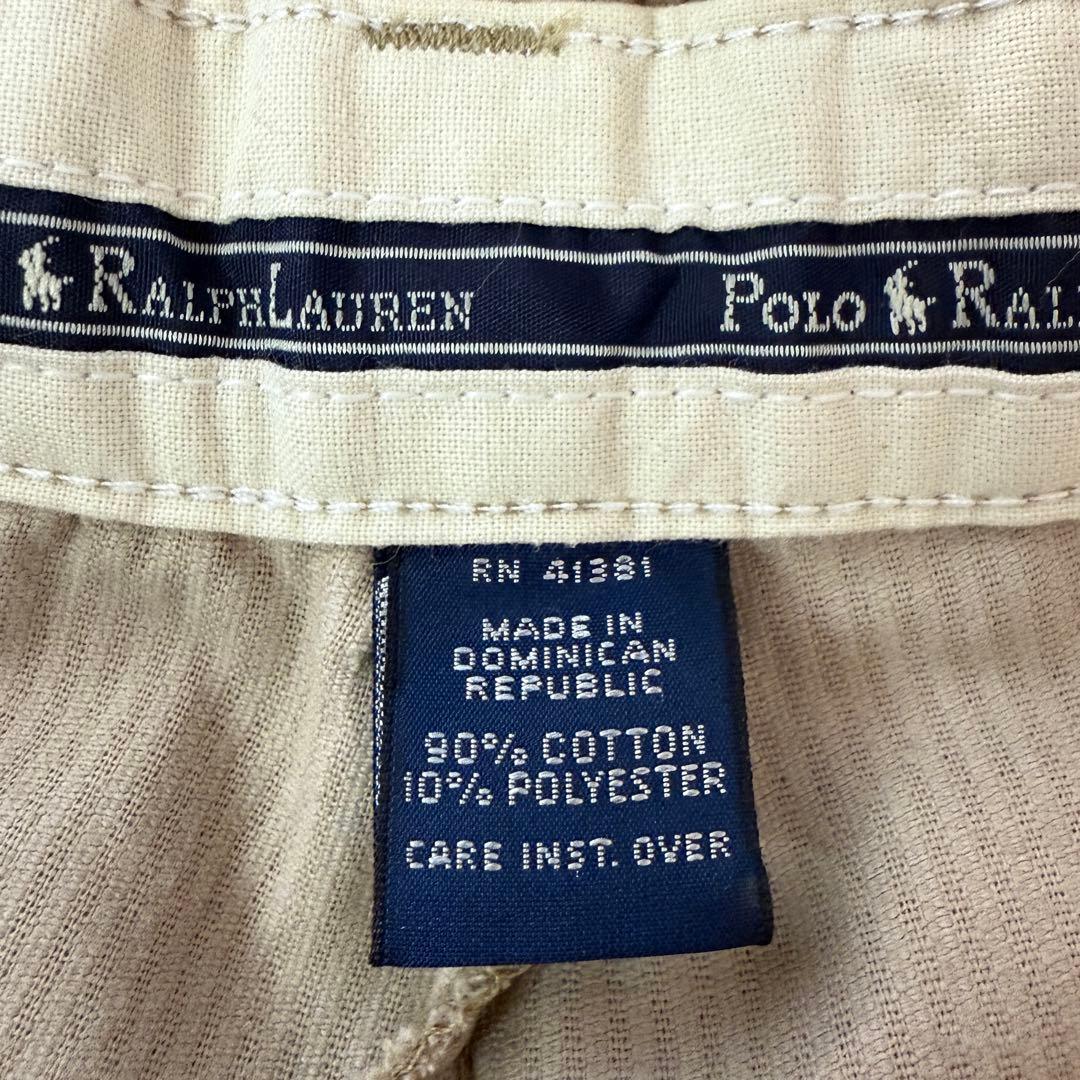 RALPH LAUREN POLO RAL
RN 41381
MADE IN
DOMINICAN
REPUBLIC
90% COTTON
10% POLYESTER
CARE INST. OVER